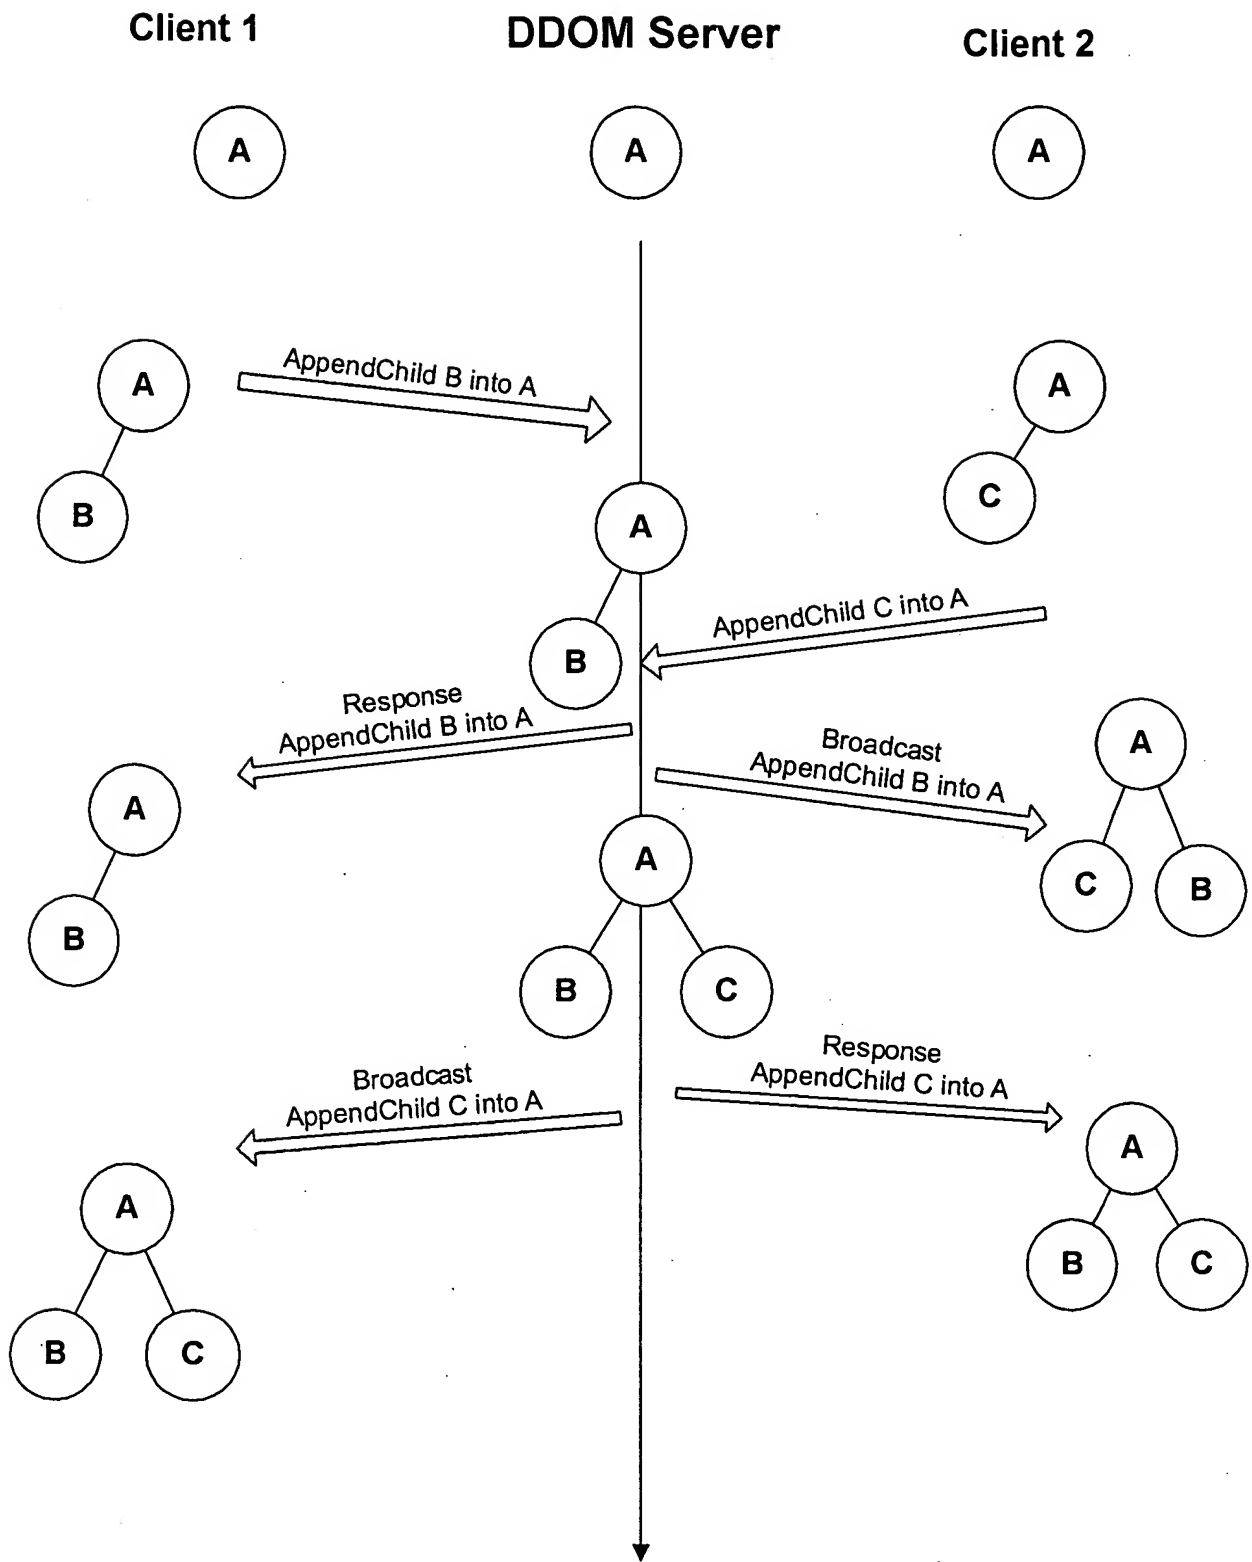 Client 1
DDOM Server
Client 2
A
A
A
AppendChild B into A
A
A
B
C
A
AppendChild C into A
B
Response
AppendChild B into A
Broadcast
AppendChild B into A
A
A
A
C
B
B
B
C
Response
AppendChild C into A
Broadcast
AppendChild C into A
A
A
B
C
B
C